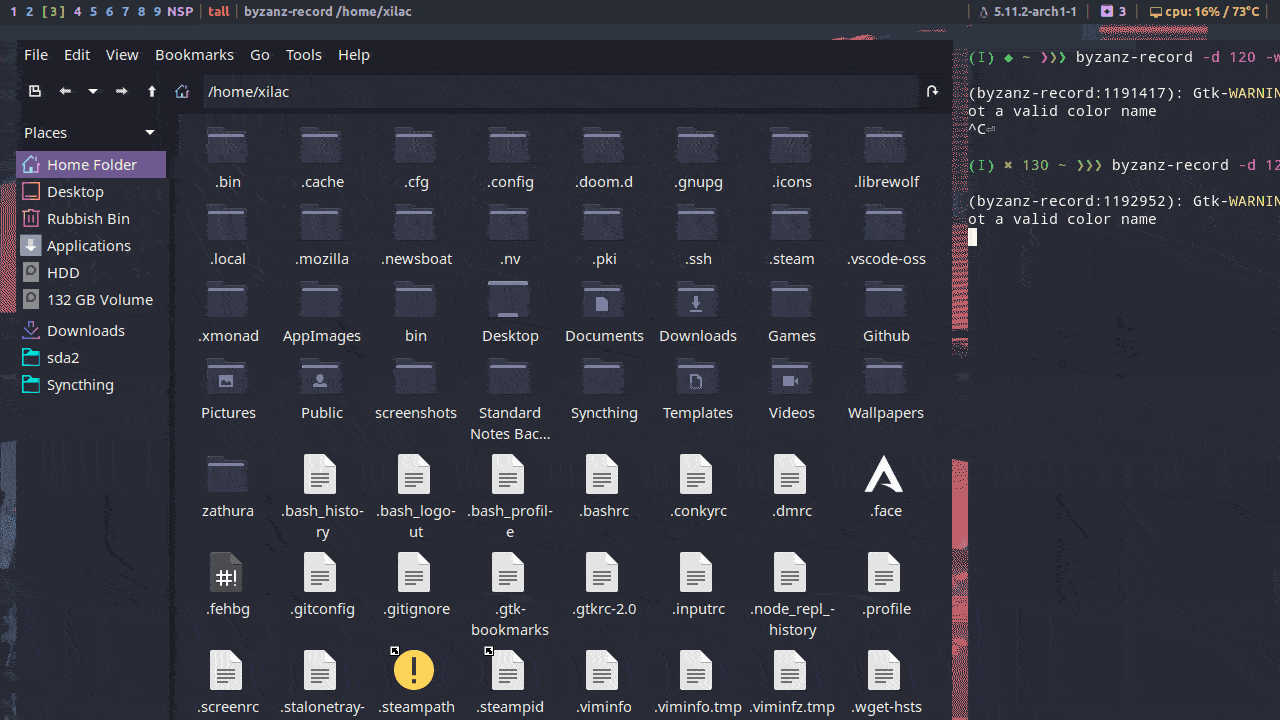 1 2 [3] 4 5 6 7 8 9 NSP | tall | byzanz-record /home/xilac
| 5.11.2-arch1-1 | 3 | cpu: 16% / 73°C |
File Edit View Bookmarks Go Tools Help
/home/xilac
Places
Home Folder
Desktop
Rubbish Bin
Applications
HDD
132 GB Volume
Downloads
sda2
Syncthing
.bin .cache .cfg .config .doom.d .gnupg .icons .librewolf
.local .mozilla .newsboat .nv .pki .ssh .steam .vscode-oss
.xmonad AppImages bin Desktop Documents Downloads Games Github
Pictures Public screenshots Standard Syncthing Templates Videos Wallpapers
Notes Bac...
zathura .bash_histo- .bash_logo- .bash_profil- .bashrc .conkyrc .dmrc .face
ry ut e
#!
.fehbg .gitconfig .gitignore .gtk- .gtkrc-2.0 .inputrc .node_repl_- .profile
bookmarks history
.screenrc .stalonetray- .steampath .steampid .viminfo .viminfo.tmp .viminfz.tmp .wget-hsts
(I) ◆ ~ ❯❯❯ byzanz-record -d 120 -w
(byzanz-record:1191417): Gtk-WARNIN
ot a valid color name
^C⏎
(I) ✖ 130 ~ ❯❯❯ byzanz-record -d 12
(byzanz-record:1192952): Gtk-WARNIN
ot a valid color name